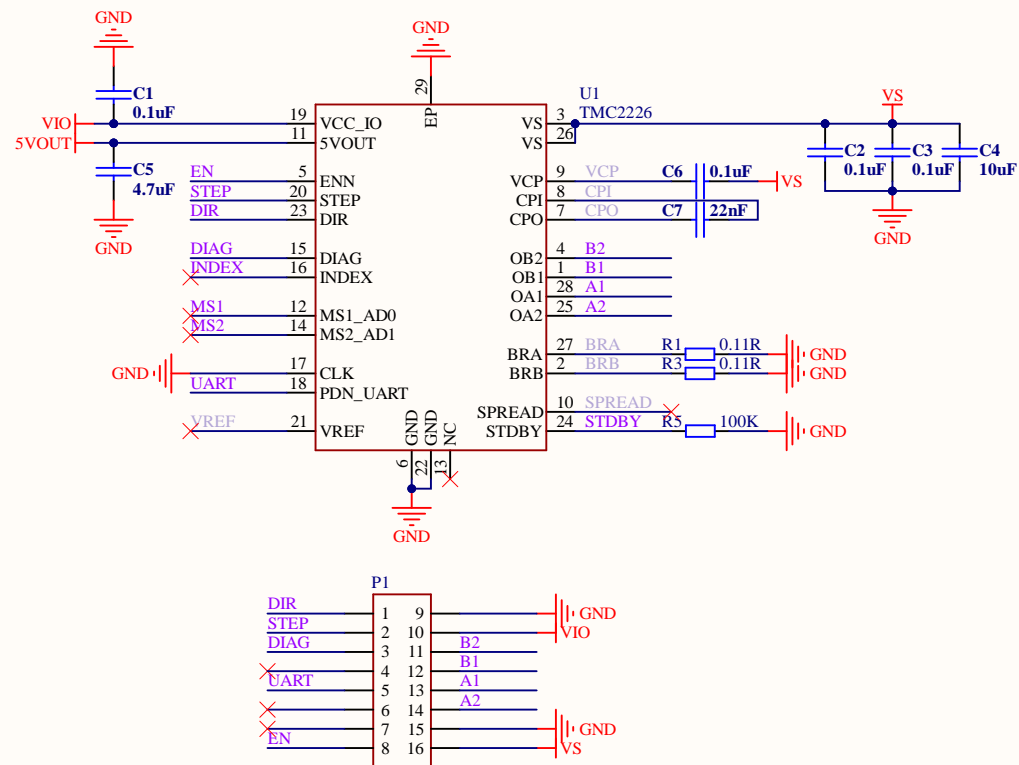 GND
GND
C1
0.1uF
VIO
5VOUT
C5
4.7uF
GND
29
EP
U1
TMC2226
19 VCC_IO
11 5VOUT
EN 5 ENN
STEP 20 STEP
DIR 23 DIR
DIAG 15 DIAG
INDEX 16 INDEX
MS1 12 MS1_AD0
MS2 14 MS2_AD1
GND 17 CLK
UART 18 PDN_UART
VREF 21 VREF
VS 3
VS 26
VCP 9 VCP C6 0.1uF VS
CPI 8 CPI
CPO 7 CPO C7 22nF
OB2 4 B2
OB1 1 B1
OA1 28 A1
OA2 25 A2
BRA 27 BRA R1 0.11R GND
BRB 2 BRB R3 0.11R GND
SPREAD 10 SPREAD
STDBY 24 STDBY R5 100K GND
GND GND NC
6 22 13
GND
VS
C2 C3 C4
0.1uF 0.1uF 10uF
GND
P1
DIR 1 9 GND
STEP 2 10 VIO
DIAG 3 11 B2
4 12 B1
UART 5 13 A1
6 14 A2
7 15 GND
EN 8 16 VS